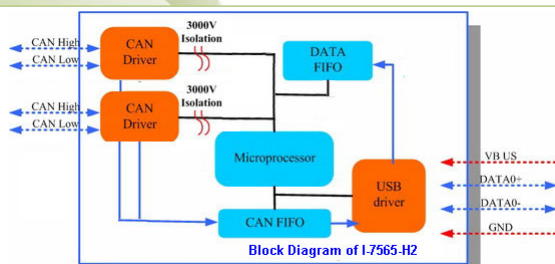 CAN High
CAN Low
CAN
Driver
3000V
Isolation
DATA
FIFO
CAN High
CAN Low
CAN
Driver
3000V
Isolation
Microprocessor
USB
driver
CAN FIFO
VB US
DATA0+
DATA0-
GND
Block Diagram of I-7565-H2